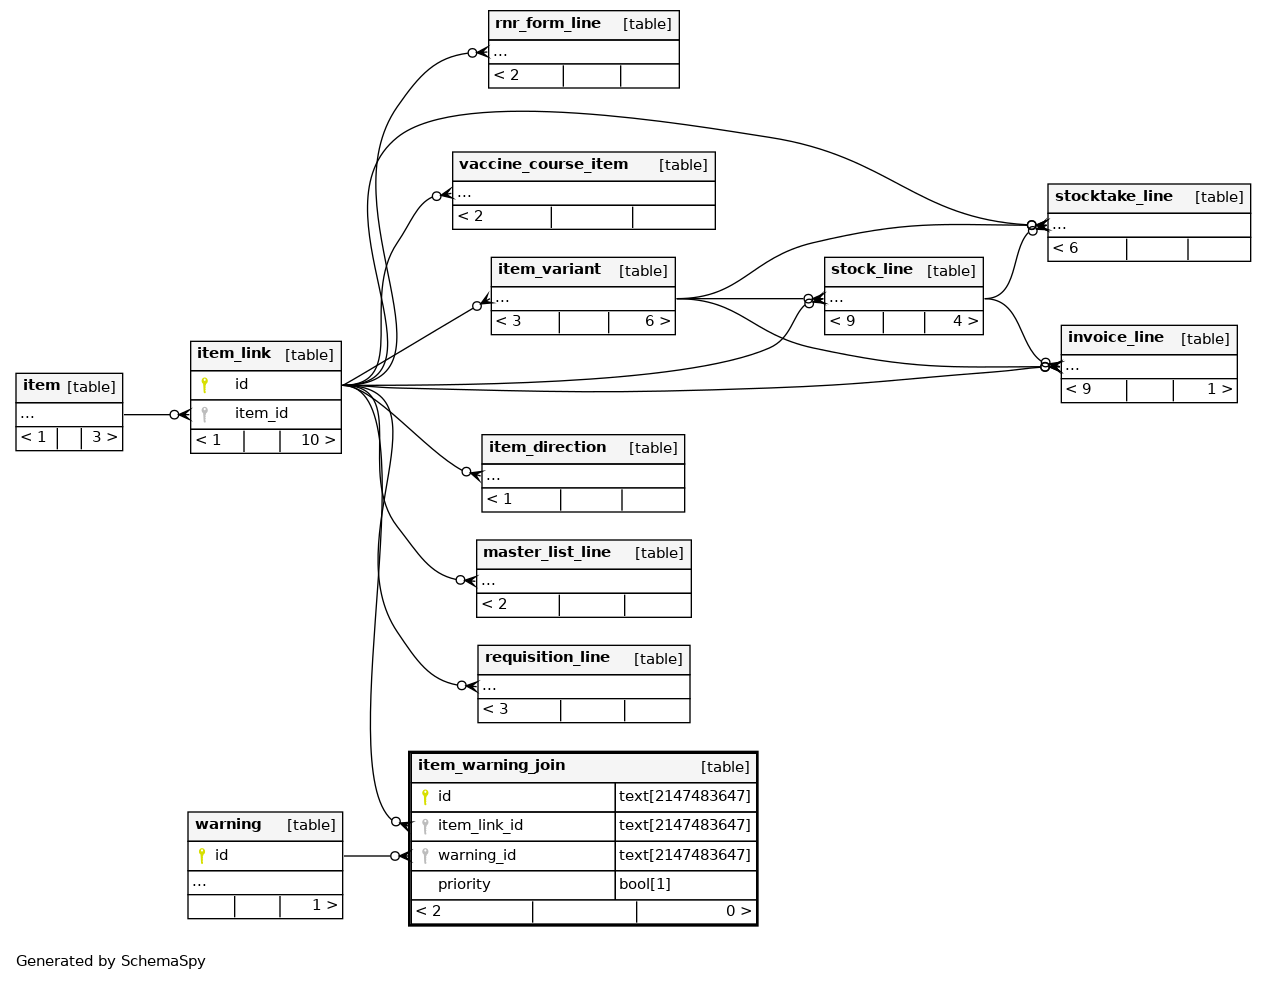 rnr_form_line [table]
...
< 2
vaccine_course_item [table]
...
< 2
stocktake_line [table]
...
< 6
item_variant [table]
...
< 3 6 >
stock_line [table]
...
< 9 4 >
invoice_line [table]
...
< 9 1 >
item_link [table]
id
item_id
< 1 10 >
item [table]
...
< 1 3 >
item_direction [table]
...
< 1
master_list_line [table]
...
< 2
requisition_line [table]
...
< 3
item_warning_join [table]
id text[2147483647]
item_link_id text[2147483647]
warning_id text[2147483647]
priority bool[1]
< 2 0 >
warning [table]
id
...
1 >
Generated by SchemaSpy